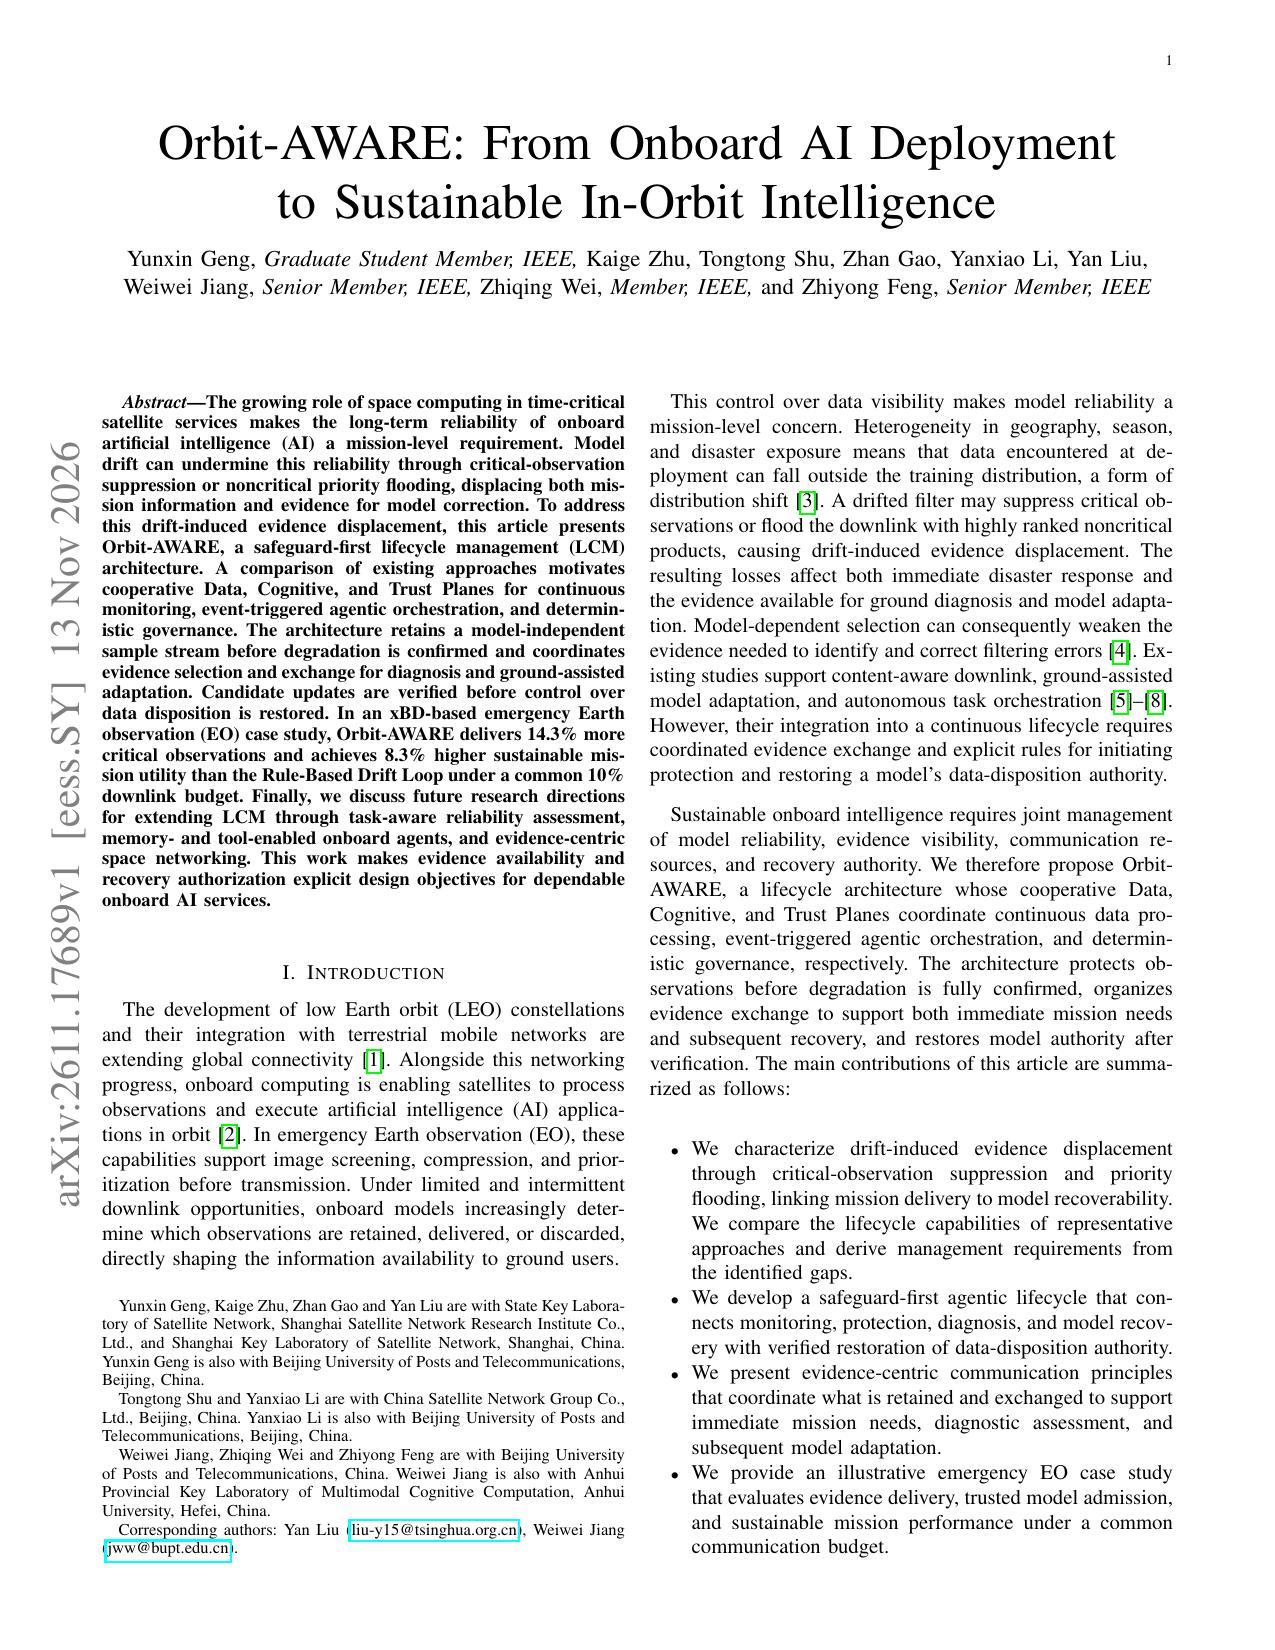 1
Orbit-AWARE: From Onboard AI Deployment
to Sustainable In-Orbit Intelligence
Yunxin Geng, Graduate Student Member, IEEE, Kaige Zhu, Tongtong Shu, Zhan Gao, Yanxiao Li, Yan Liu,
Weiwei Jiang, Senior Member, IEEE, Zhiqing Wei, Member, IEEE, and Zhiyong Feng, Senior Member, IEEE
arXiv:2611.17689v1 [eess.SY] 13 Nov 2026
Abstract—The growing role of space computing in time-critical
satellite services makes the long-term reliability of onboard
artificial intelligence (AI) a mission-level requirement. Model
drift can undermine this reliability through critical-observation
suppression or noncritical priority flooding, displacing both mis-
sion information and evidence for model correction. To address
this drift-induced evidence displacement, this article presents
Orbit-AWARE, a safeguard-first lifecycle management (LCM)
architecture. A comparison of existing approaches motivates
cooperative Data, Cognitive, and Trust Planes for continuous
monitoring, event-triggered agentic orchestration, and determin-
istic governance. The architecture retains a model-independent
sample stream before degradation is confirmed and coordinates
evidence selection and exchange for diagnosis and ground-assisted
adaptation. Candidate updates are verified before control over
data disposition is restored. In an xBD-based emergency Earth
observation (EO) case study, Orbit-AWARE delivers 14.3% more
critical observations and achieves 8.3% higher sustainable mis-
sion utility than the Rule-Based Drift Loop under a common 10%
downlink budget. Finally, we discuss future research directions
for extending LCM through task-aware reliability assessment,
memory- and tool-enabled onboard agents, and evidence-centric
space networking. This work makes evidence availability and
recovery authorization explicit design objectives for dependable
onboard AI services.
I. INTRODUCTION
The development of low Earth orbit (LEO) constellations
and their integration with terrestrial mobile networks are
extending global connectivity [1]. Alongside this networking
progress, onboard computing is enabling satellites to process
observations and execute artificial intelligence (AI) applica-
tions in orbit [2]. In emergency Earth observation (EO), these
capabilities support image screening, compression, and prior-
itization before transmission. Under limited and intermittent
downlink opportunities, onboard models increasingly deter-
mine which observations are retained, delivered, or discarded,
directly shaping the information availability to ground users.
Yunxin Geng, Kaige Zhu, Zhan Gao and Yan Liu are with State Key Labora-
tory of Satellite Network, Shanghai Satellite Network Research Institute Co.,
Ltd., and Shanghai Key Laboratory of Satellite Network, Shanghai, China.
Yunxin Geng is also with Beijing University of Posts and Telecommunications,
Beijing, China.
Tongtong Shu and Yanxiao Li are with China Satellite Network Group Co.,
Ltd., Beijing, China. Yanxiao Li is also with Beijing University of Posts and
Telecommunications, Beijing, China.
Weiwei Jiang, Zhiqing Wei and Zhiyong Feng are with Beijing University
of Posts and Telecommunications, China. Weiwei Jiang is also with Anhui
Provincial Key Laboratory of Multimodal Cognitive Computation, Anhui
University, Hefei, China.
Corresponding authors: Yan Liu (liu-y15@tsinghua.org.cn), Weiwei Jiang
(jww@bupt.edu.cn).
This control over data visibility makes model reliability a
mission-level concern. Heterogeneity in geography, season,
and disaster exposure means that data encountered at de-
ployment can fall outside the training distribution, a form of
distribution shift [3]. A drifted filter may suppress critical ob-
servations or flood the downlink with highly ranked noncritical
products, causing drift-induced evidence displacement. The
resulting losses affect both immediate disaster response and
the evidence available for ground diagnosis and model adapta-
tion. Model-dependent selection can consequently weaken the
evidence needed to identify and correct filtering errors [4]. Ex-
isting studies support content-aware downlink, ground-assisted
model adaptation, and autonomous task orchestration [5]–[8].
However, their integration into a continuous lifecycle requires
coordinated evidence exchange and explicit rules for initiating
protection and restoring a model's data-disposition authority.
Sustainable onboard intelligence requires joint management
of model reliability, evidence visibility, communication re-
sources, and recovery authority. We therefore propose Orbit-
AWARE, a lifecycle architecture whose cooperative Data,
Cognitive, and Trust Planes coordinate continuous data pro-
cessing, event-triggered agentic orchestration, and determin-
istic governance, respectively. The architecture protects ob-
servations before degradation is fully confirmed, organizes
evidence exchange to support both immediate mission needs
and subsequent recovery, and restores model authority after
verification. The main contributions of this article are summa-
rized as follows:
• We characterize drift-induced evidence displacement
through critical-observation suppression and priority
flooding, linking mission delivery to model recoverability.
We compare the lifecycle capabilities of representative
approaches and derive management requirements from
the identified gaps.
• We develop a safeguard-first agentic lifecycle that con-
nects monitoring, protection, diagnosis, and model recov-
ery with verified restoration of data-disposition authority.
• We present evidence-centric communication principles
that coordinate what is retained and exchanged to support
immediate mission needs, diagnostic assessment, and
subsequent model adaptation.
• We provide an illustrative emergency EO case study
that evaluates evidence delivery, trusted model admission,
and sustainable mission performance under a common
communication budget.